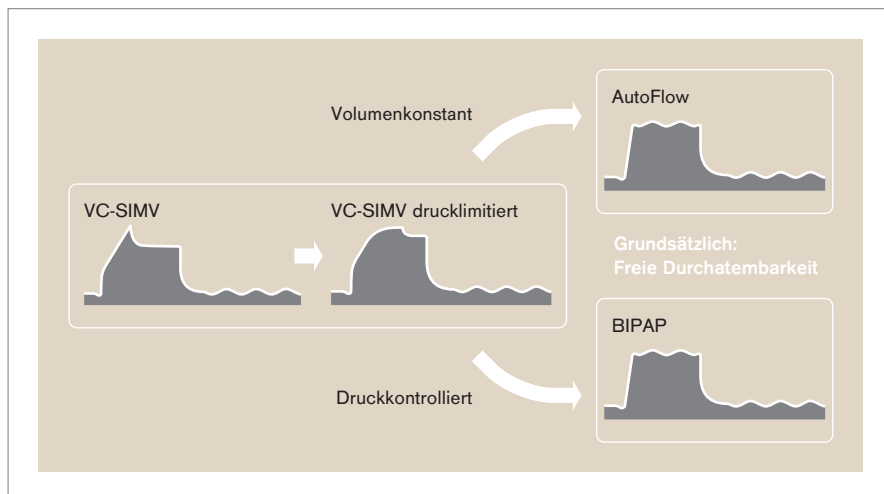 Volumenkonstant
AutoFlow
VC-SIMV
VC-SIMV drucklimitiert
Grundsätzlich:
Freie Durchatembarkeit
BIPAP
Druckkontrolliert